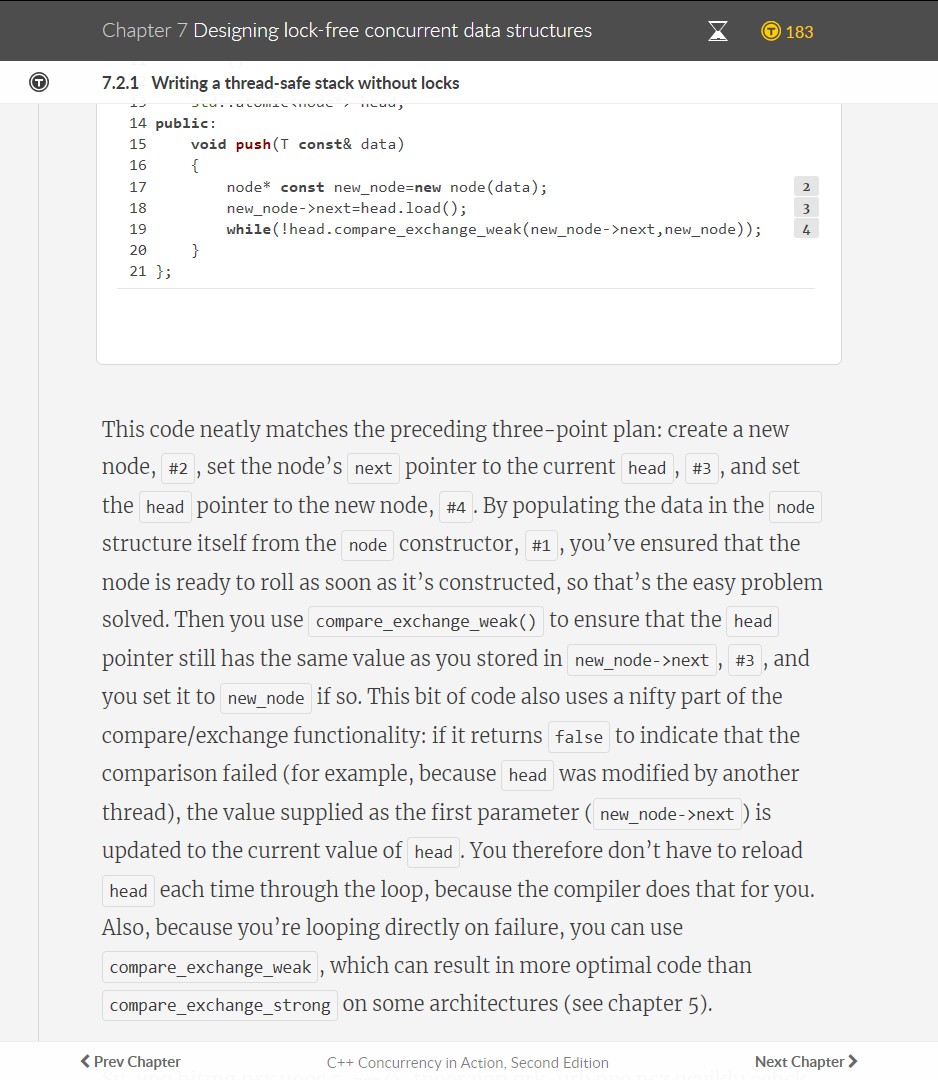 Chapter 7 Designing lock-free concurrent data structures
183
7.2.1 Writing a thread-safe stack without locks
14 public:
15 void push(T const& data)
16 {
17 node* const new_node=new node(data); 2
18 new_node->next=head.load(); 3
19 while(!head.compare_exchange_weak(new_node->next,new_node)); 4
20 }
21 };
This code neatly matches the preceding three-point plan: create a new
node, #2 , set the node’s next pointer to the current head , #3 , and set
the head pointer to the new node, #4 . By populating the data in the node
structure itself from the node constructor, #1 , you’ve ensured that the
node is ready to roll as soon as it’s constructed, so that’s the easy problem
solved. Then you use compare_exchange_weak() to ensure that the head
pointer still has the same value as you stored in new_node->next , #3 , and
you set it to new_node if so. This bit of code also uses a nifty part of the
compare/exchange functionality: if it returns false to indicate that the
comparison failed (for example, because head was modified by another
thread), the value supplied as the first parameter ( new_node->next ) is
updated to the current value of head . You therefore don’t have to reload
head each time through the loop, because the compiler does that for you.
Also, because you’re looping directly on failure, you can use
compare_exchange_weak , which can result in more optimal code than
compare_exchange_strong on some architectures (see chapter 5).
Prev Chapter
C++ Concurrency in Action, Second Edition
Next Chapter